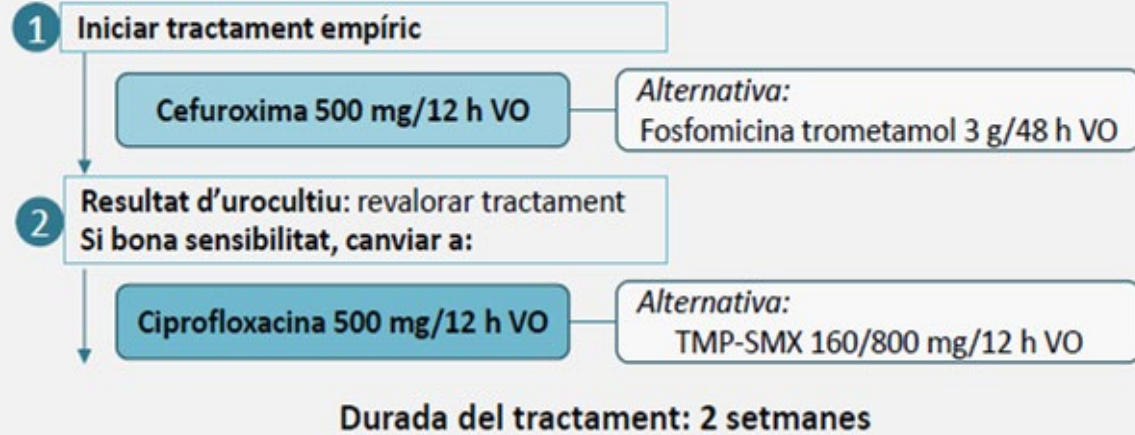 1 Iniciar tractament empíric
Cefuroxima 500 mg/12 h VO
Alternativa:
Fosfomicina trometamol 3 g/48 h VO
2 Resultat d'urocultiu: revalorar tractament
Si bona sensibilitat, canviar a:
Ciprofloxacina 500 mg/12 h VO
Alternativa:
TMP-SMX 160/800 mg/12 h VO
Durada del tractament: 2 setmanes